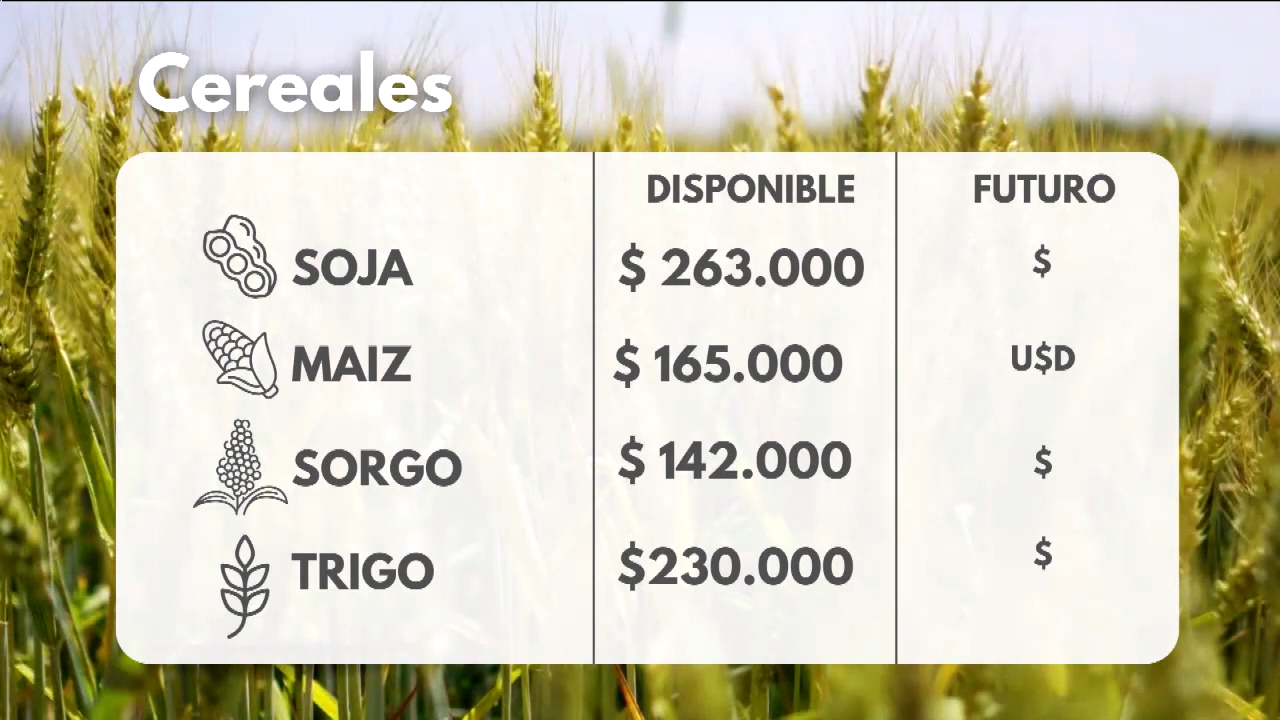 Cereales
DISPONIBLE FUTURO
SOJA $ 263.000 $
MAIZ $ 165.000 U$D
SORGO $ 142.000 $
TRIGO $230.000 $